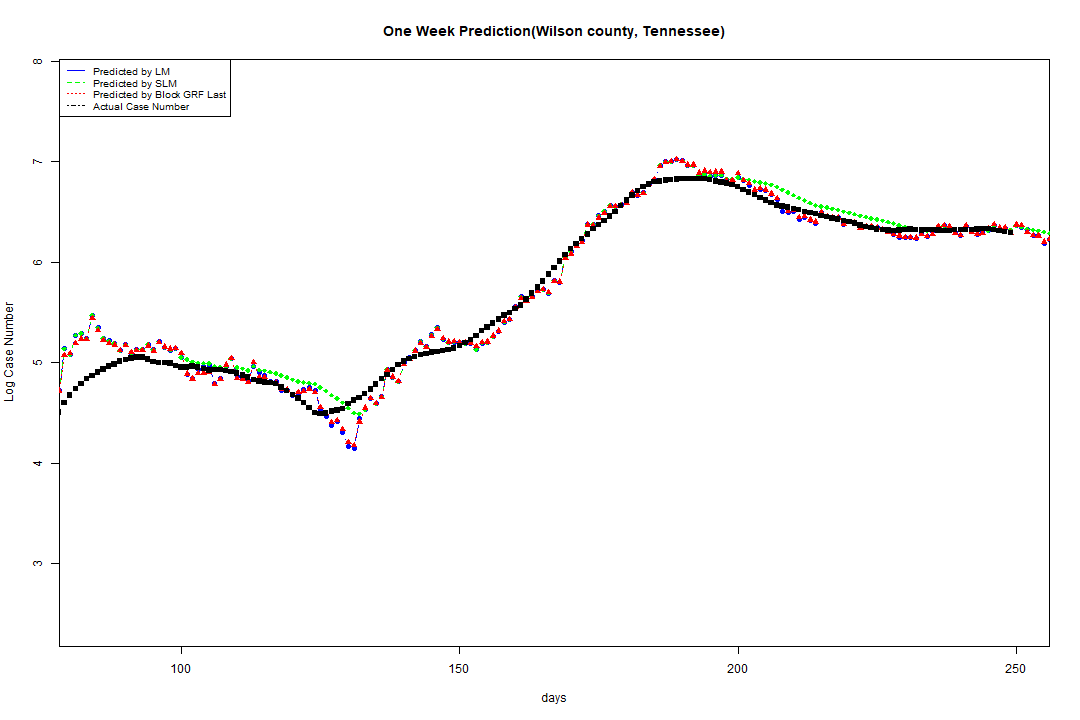 One Week Prediction(Wilson county, Tennessee)
Predicted by LM
Predicted by SLM
Predicted by Block GRF Last
Actual Case Number
8
7
6
5
4
3
Log Case Number
100
150
200
250
days